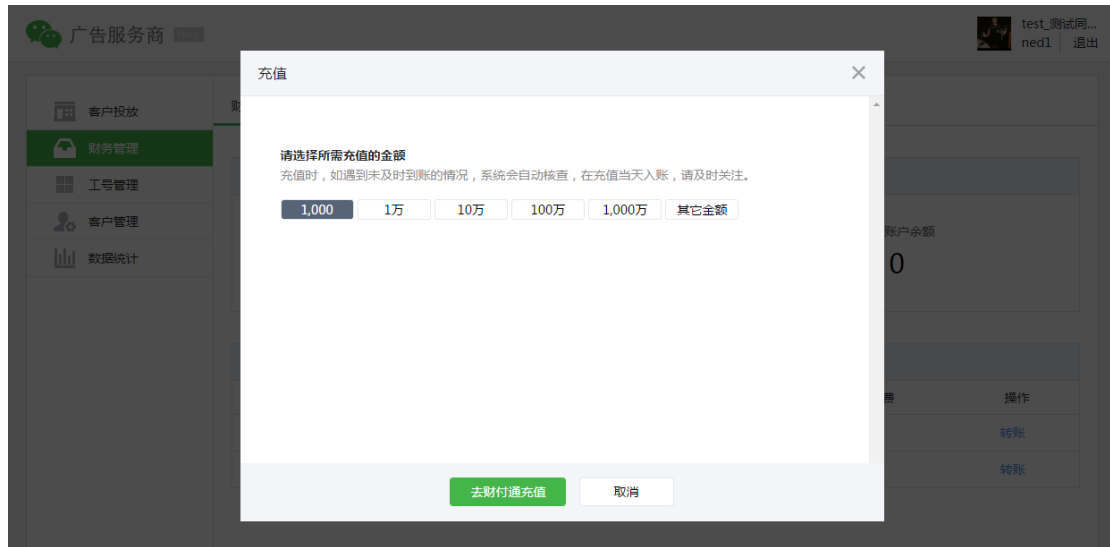 广告服务商
test_测试同...
ned1 退出
充值
客户投放
财务管理
工号管理
客户管理
数据统计
请选择所需充值的金额
充值时，如遇到未及时到账的情况，系统会自动核查，在充值当天入账，请及时关注。
1,000 1万 10万 100万 1,000万 其它金额
账户余额
0
费 操作
转账
转账
去财付通充值 取消